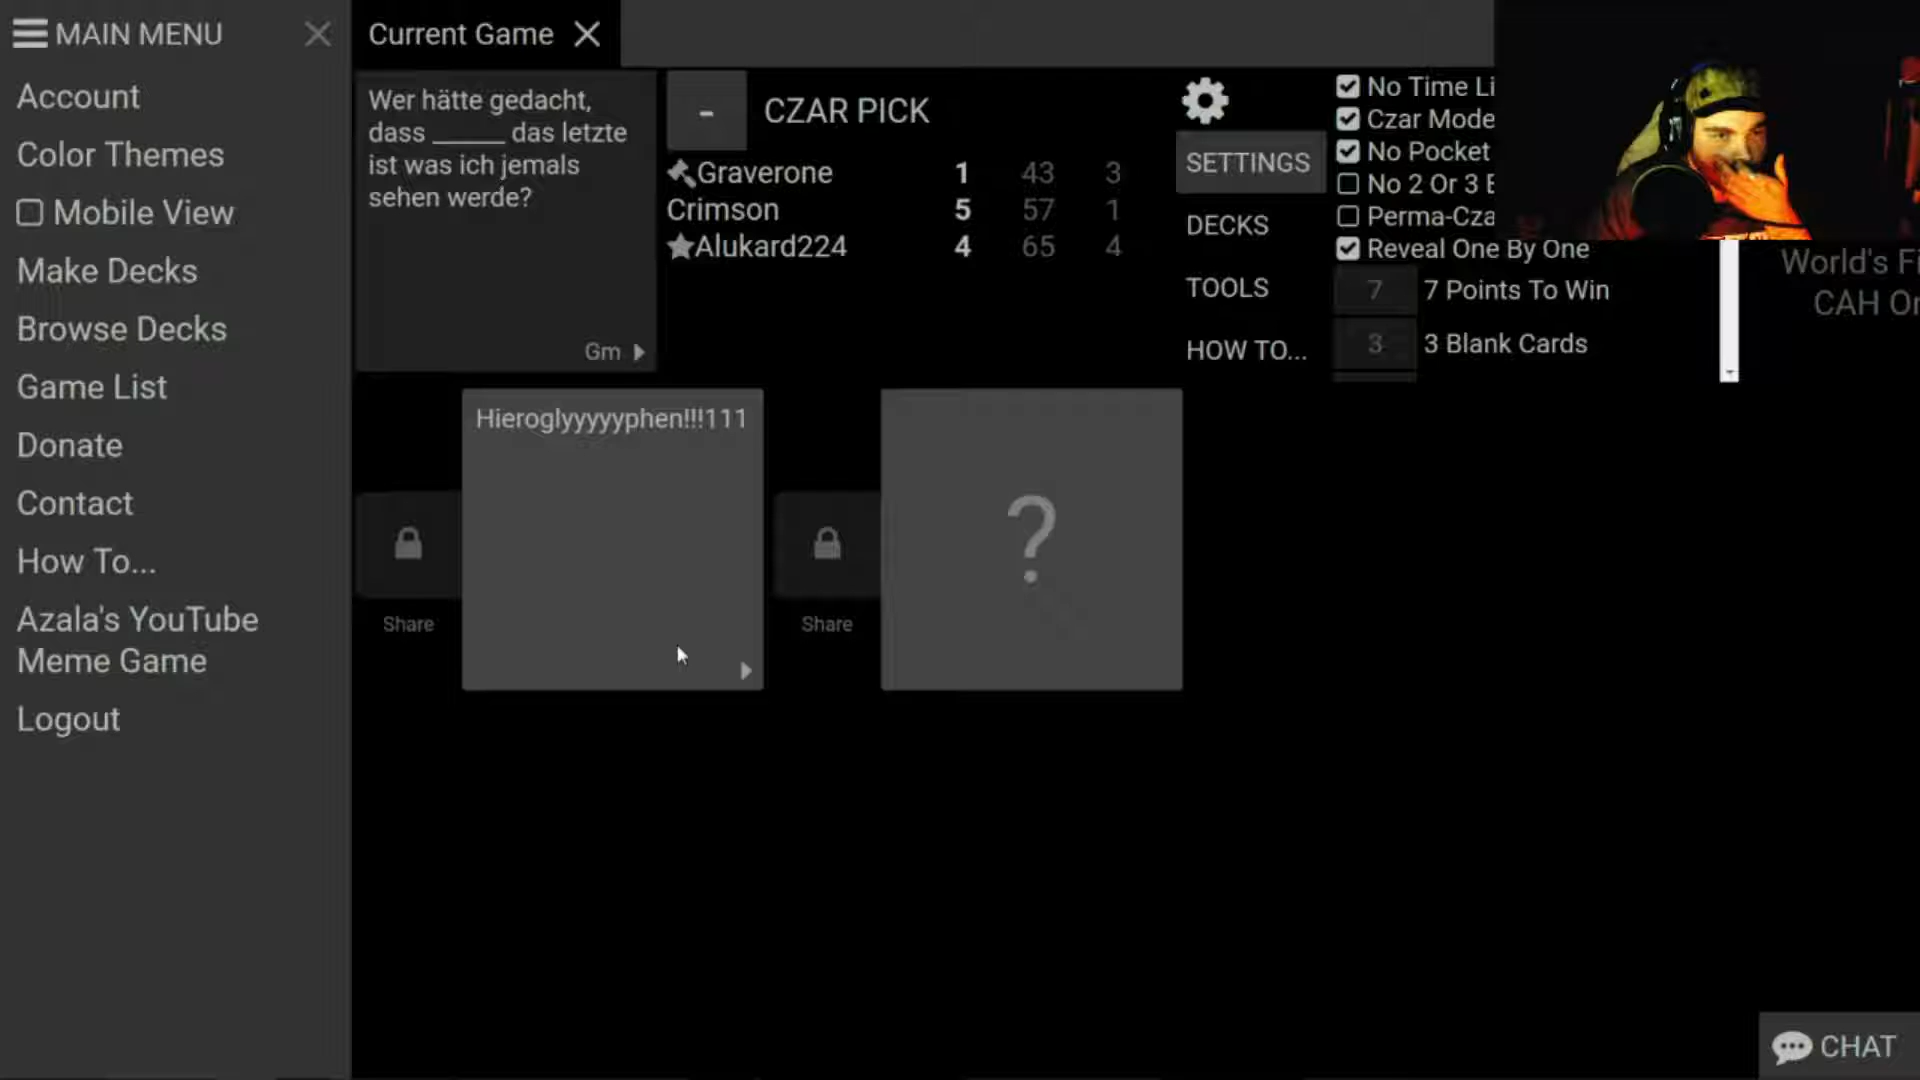 MAIN MENU
Account
Color Themes
Mobile View
Make Decks
Browse Decks
Game List
Donate
Contact
How To...
Azala's YouTube
Meme Game
Logout
Current Game
Wer hätte gedacht,
dass ______ das letzte
ist was ich jemals
sehen werde?
Gm
-
CZAR PICK
Graverone 1 43 3
Crimson 5 57 1
Alukard224 4 65 4
SETTINGS
DECKS
TOOLS
HOW TO...
No Time Li
Czar Mode
No Pocket
No 2 Or 3 
Perma-Cza
Reveal One By One
7 7 Points To Win
3 3 Blank Cards
World's Fi
CAH On
Hieroglyyyyyphen!!!111
Share
?
Share
CHAT